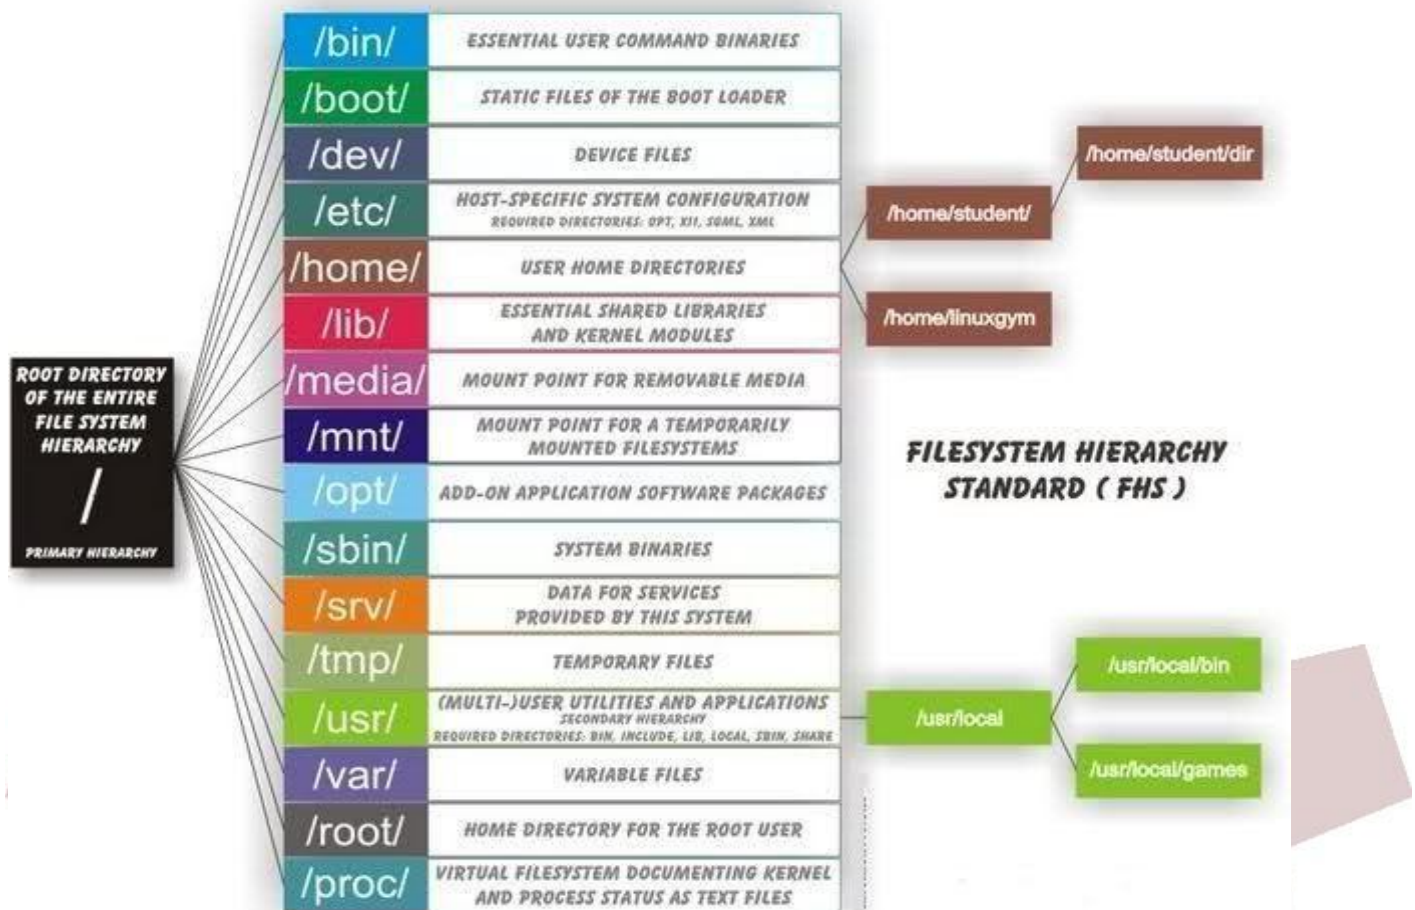 ROOT DIRECTORY
OF THE ENTIRE
FILE SYSTEM
HIERARCHY
/
PRIMARY HIERARCHY
/bin/
ESSENTIAL USER COMMAND BINARIES
/boot/
STATIC FILES OF THE BOOT LOADER
/dev/
DEVICE FILES
/etc/
HOST-SPECIFIC SYSTEM CONFIGURATION
REQUIRED DIRECTORIES: OPT, XII, SGML, XML
/home/
USER HOME DIRECTORIES
/lib/
ESSENTIAL SHARED LIBRARIES
AND KERNEL MODULES
/media/
MOUNT POINT FOR REMOVABLE MEDIA
/mnt/
MOUNT POINT FOR A TEMPORARILY
MOUNTED FILESYSTEMS
/opt/
ADD-ON APPLICATION SOFTWARE PACKAGES
/sbin/
SYSTEM BINARIES
/srv/
DATA FOR SERVICES
PROVIDED BY THIS SYSTEM
/tmp/
TEMPORARY FILES
/usr/
(MULTI-)USER UTILITIES AND APPLICATIONS
SECONDARY HIERARCHY
REQUIRED DIRECTORIES: BIN, INCLUDE, LIB, LOCAL, SBIN, SHARE
/var/
VARIABLE FILES
/root/
HOME DIRECTORY FOR THE ROOT USER
/proc/
VIRTUAL FILESYSTEM DOCUMENTING KERNEL
AND PROCESS STATUS AS TEXT FILES
/home/student/
/home/student/dir
/home/linuxgym
FILESYSTEM HIERARCHY
STANDARD ( FHS )
/usr/local
/usr/local/bin
/usr/local/games